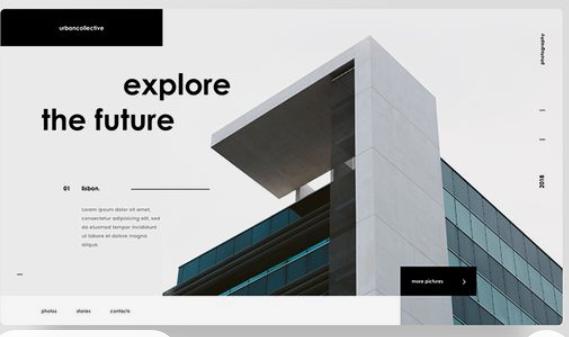 urbancollective
photography
explore
the future
01 lisbon.
Lorem ipsum dolor sit amet,
consectetur adipisicing elit, sed
do eiusmod tempor incididunt
ut labore et dolore magna
aliqua.
2018
more pictures
photos stories contacts